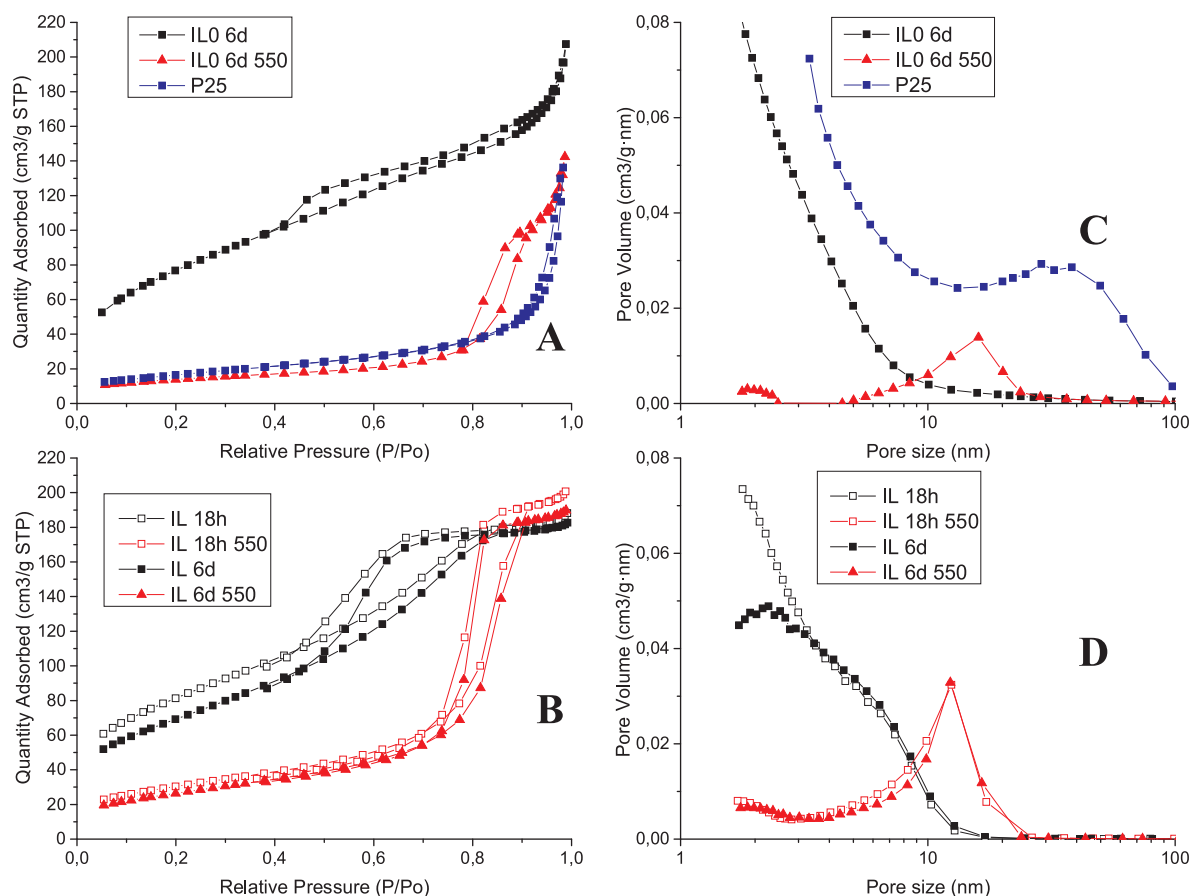 220
200
180
160
140
120
100
80
60
40
20
0
Quantity Adsorbed (cm3/g STP)
IL0 6d
IL0 6d 550
P25
A
0,0
0,2
0,4
0,6
0,8
1,0
Relative Pressure (P/Po)
0,08
0,06
0,04
0,02
0,00
Pore Volume (cm3/g·nm)
IL0 6d
IL0 6d 550
P25
C
1
10
100
Pore size (nm)
220
200
180
160
140
120
100
80
60
40
20
0
Quantity Adsorbed (cm3/g STP)
IL 18h
IL 18h 550
IL 6d
IL 6d 550
B
0,0
0,2
0,4
0,6
0,8
1,0
Relative Pressure (P/Po)
0,08
0,06
0,04
0,02
0,00
Pore Volume (cm3/g·nm)
IL 18h
IL 18h 550
IL 6d
IL 6d 550
D
1
10
100
Pore size (nm)